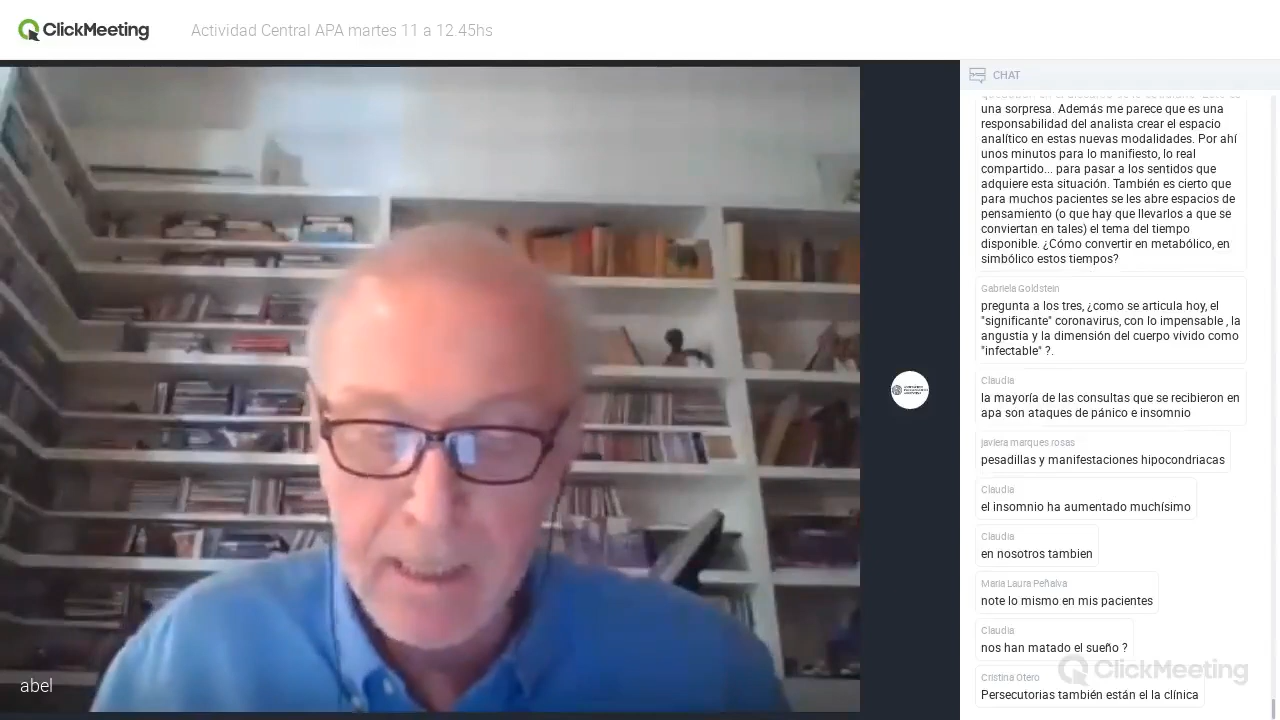 ClickMeeting
Actividad Central APA martes 11 a 12.45hs
CHAT
una sorpresa. Además me parece que es una
responsabilidad del analista crear el espacio
analítico en estas nuevas modalidades. Por ahí
unos minutos para lo manifiesto, lo real
compartido... para pasar a los sentidos que
adquiere esta situación. También es cierto que
para muchos pacientes se les abre espacios de
pensamiento (o que hay que llevarlos a que se
conviertan en tales) el tema del tiempo
disponible. ¿Cómo convertir en metabólico, en
simbólico estos tiempos?
Gabriela Goldstein
pregunta a los tres, ¿como se articula hoy, el
"significante" coronavirus, con lo impensable , la
angustia y la dimensión del cuerpo vivido como
"infectable" ?.
Claudia
la mayoría de las consultas que se recibieron en
apa son ataques de pánico e insomnio
javiera marques rosas
pesadillas y manifestaciones hipocondriacas
Claudia
el insomnio ha aumentado muchísimo
Claudia
en nosotros tambien
Maria Laura Peñalva
note lo mismo en mis pacientes
Claudia
nos han matado el sueño ?
ClickMeeting
Cristina Otero
Persecutorias también están el la clínica
abel